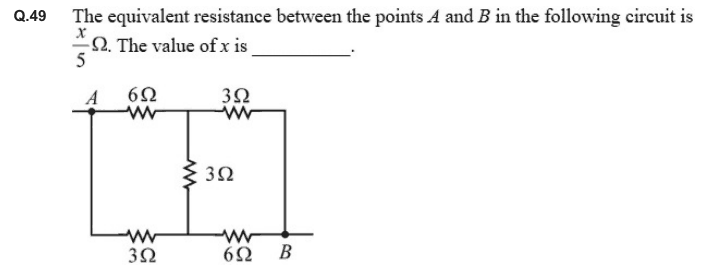 Q.49 The equivalent resistance between the points A and B in the following circuit is
x/5 Ω. The value of x is __________.
A 6Ω 3Ω
3Ω
3Ω 6Ω B